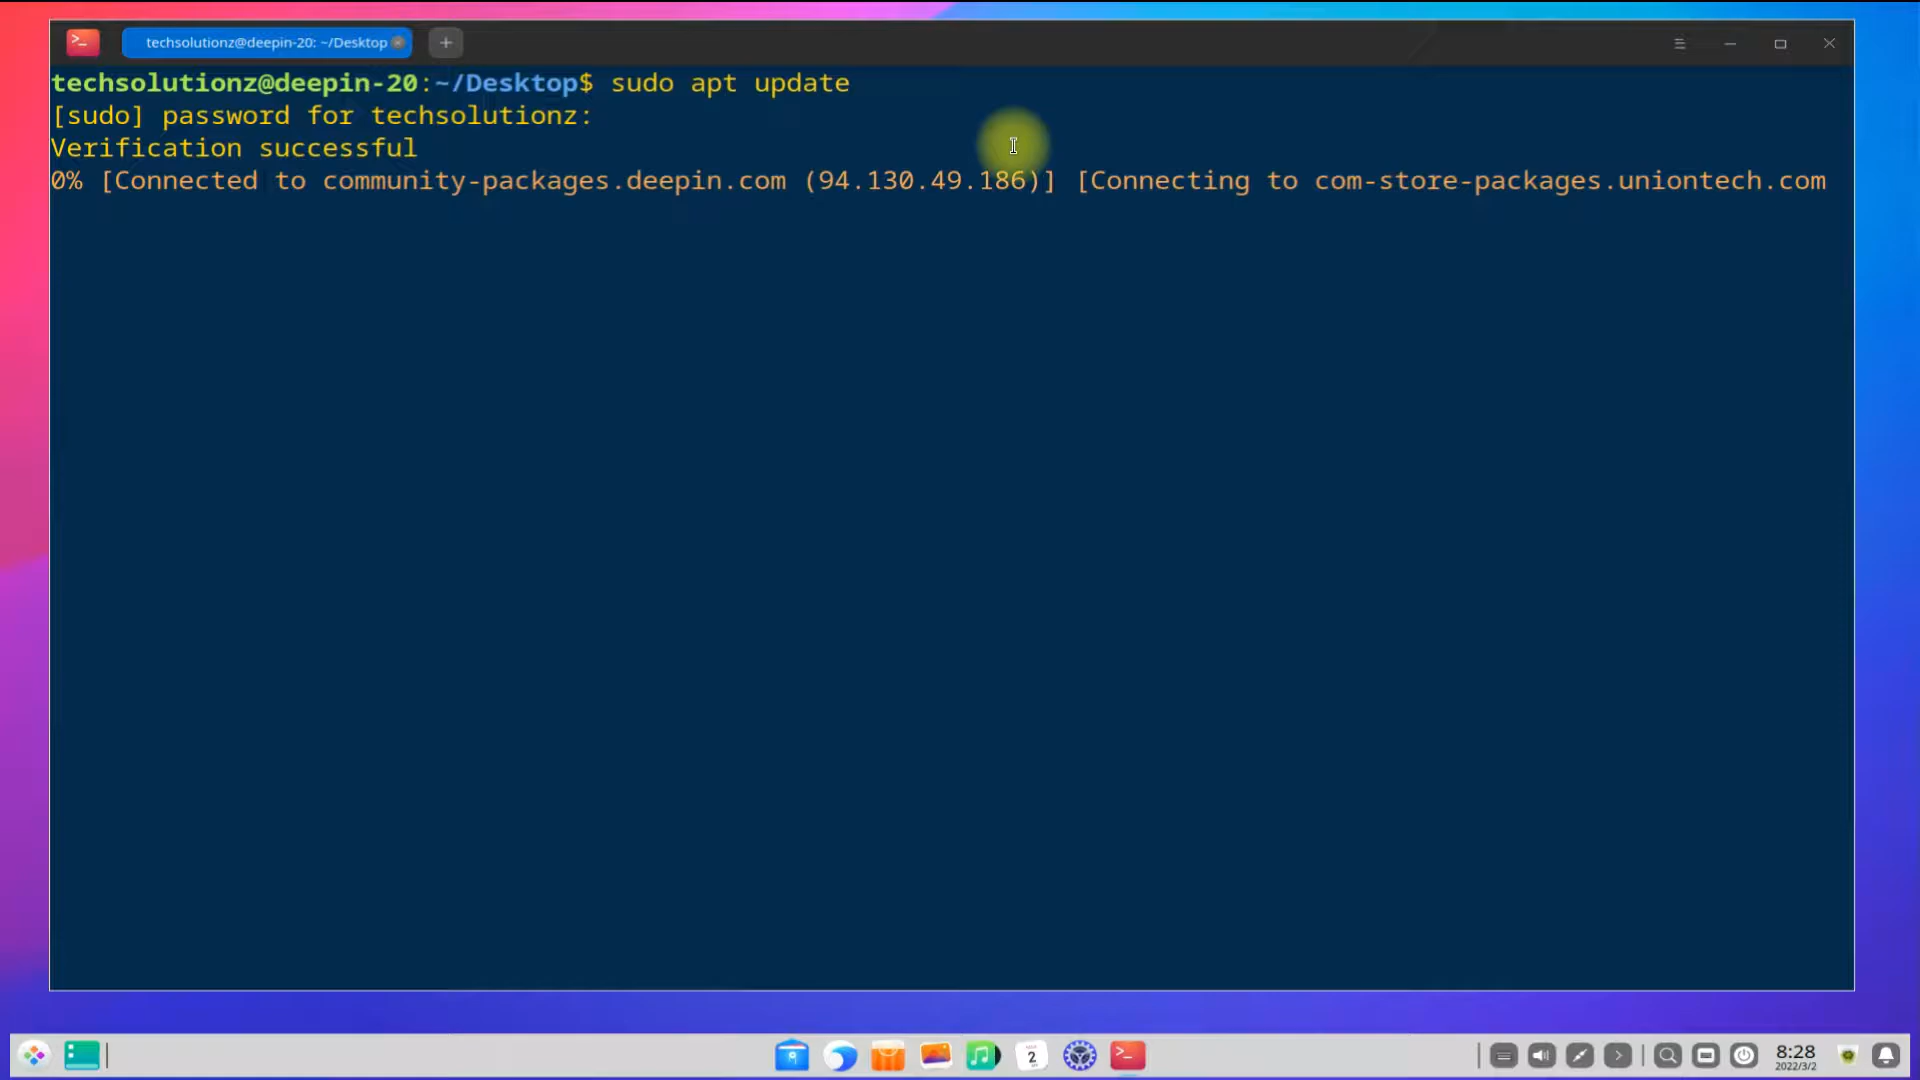 techsolutionz@deepin-20: ~/Desktop
techsolutionz@deepin-20:~/Desktop$ sudo apt update
[sudo] password for techsolutionz:
Verification successful
0% [Connected to community-packages.deepin.com (94.130.49.186)] [Connecting to com-store-packages.uniontech.com
2
8:28
2022/3/2